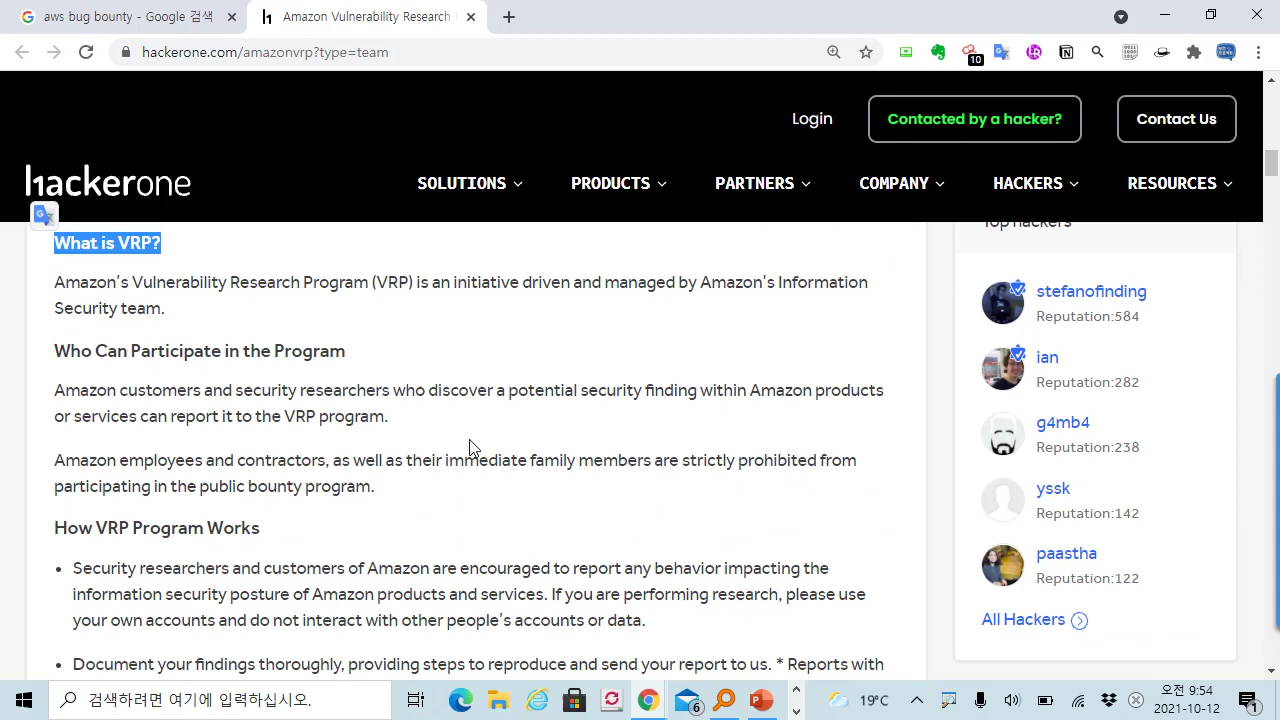 aws bug bounty - Google 검색
Amazon Vulnerability Research
hackerone.com/amazonvrp?type=team
10
Login
Contacted by a hacker?
Contact Us
hackerone
SOLUTIONS
PRODUCTS
PARTNERS
COMPANY
HACKERS
RESOURCES
What is VRP?
Amazon's Vulnerability Research Program (VRP) is an initiative driven and managed by Amazon's Information
Security team.
Who Can Participate in the Program
Amazon customers and security researchers who discover a potential security finding within Amazon products
or services can report it to the VRP program.
Amazon employees and contractors, as well as their immediate family members are strictly prohibited from
participating in the public bounty program.
How VRP Program Works
• Security researchers and customers of Amazon are encouraged to report any behavior impacting the
information security posture of Amazon products and services. If you are performing research, please use
your own accounts and do not interact with other people's accounts or data.
• Document your findings thoroughly, providing steps to reproduce and send your report to us. * Reports with
Top hackers
stefanofinding
Reputation:584
ian
Reputation:282
g4mb4
Reputation:238
yssk
Reputation:142
paastha
Reputation:122
All Hackers
검색하려면 여기에 입력하십시오.
6
19°C
오전 9:54
2021-10-12
1